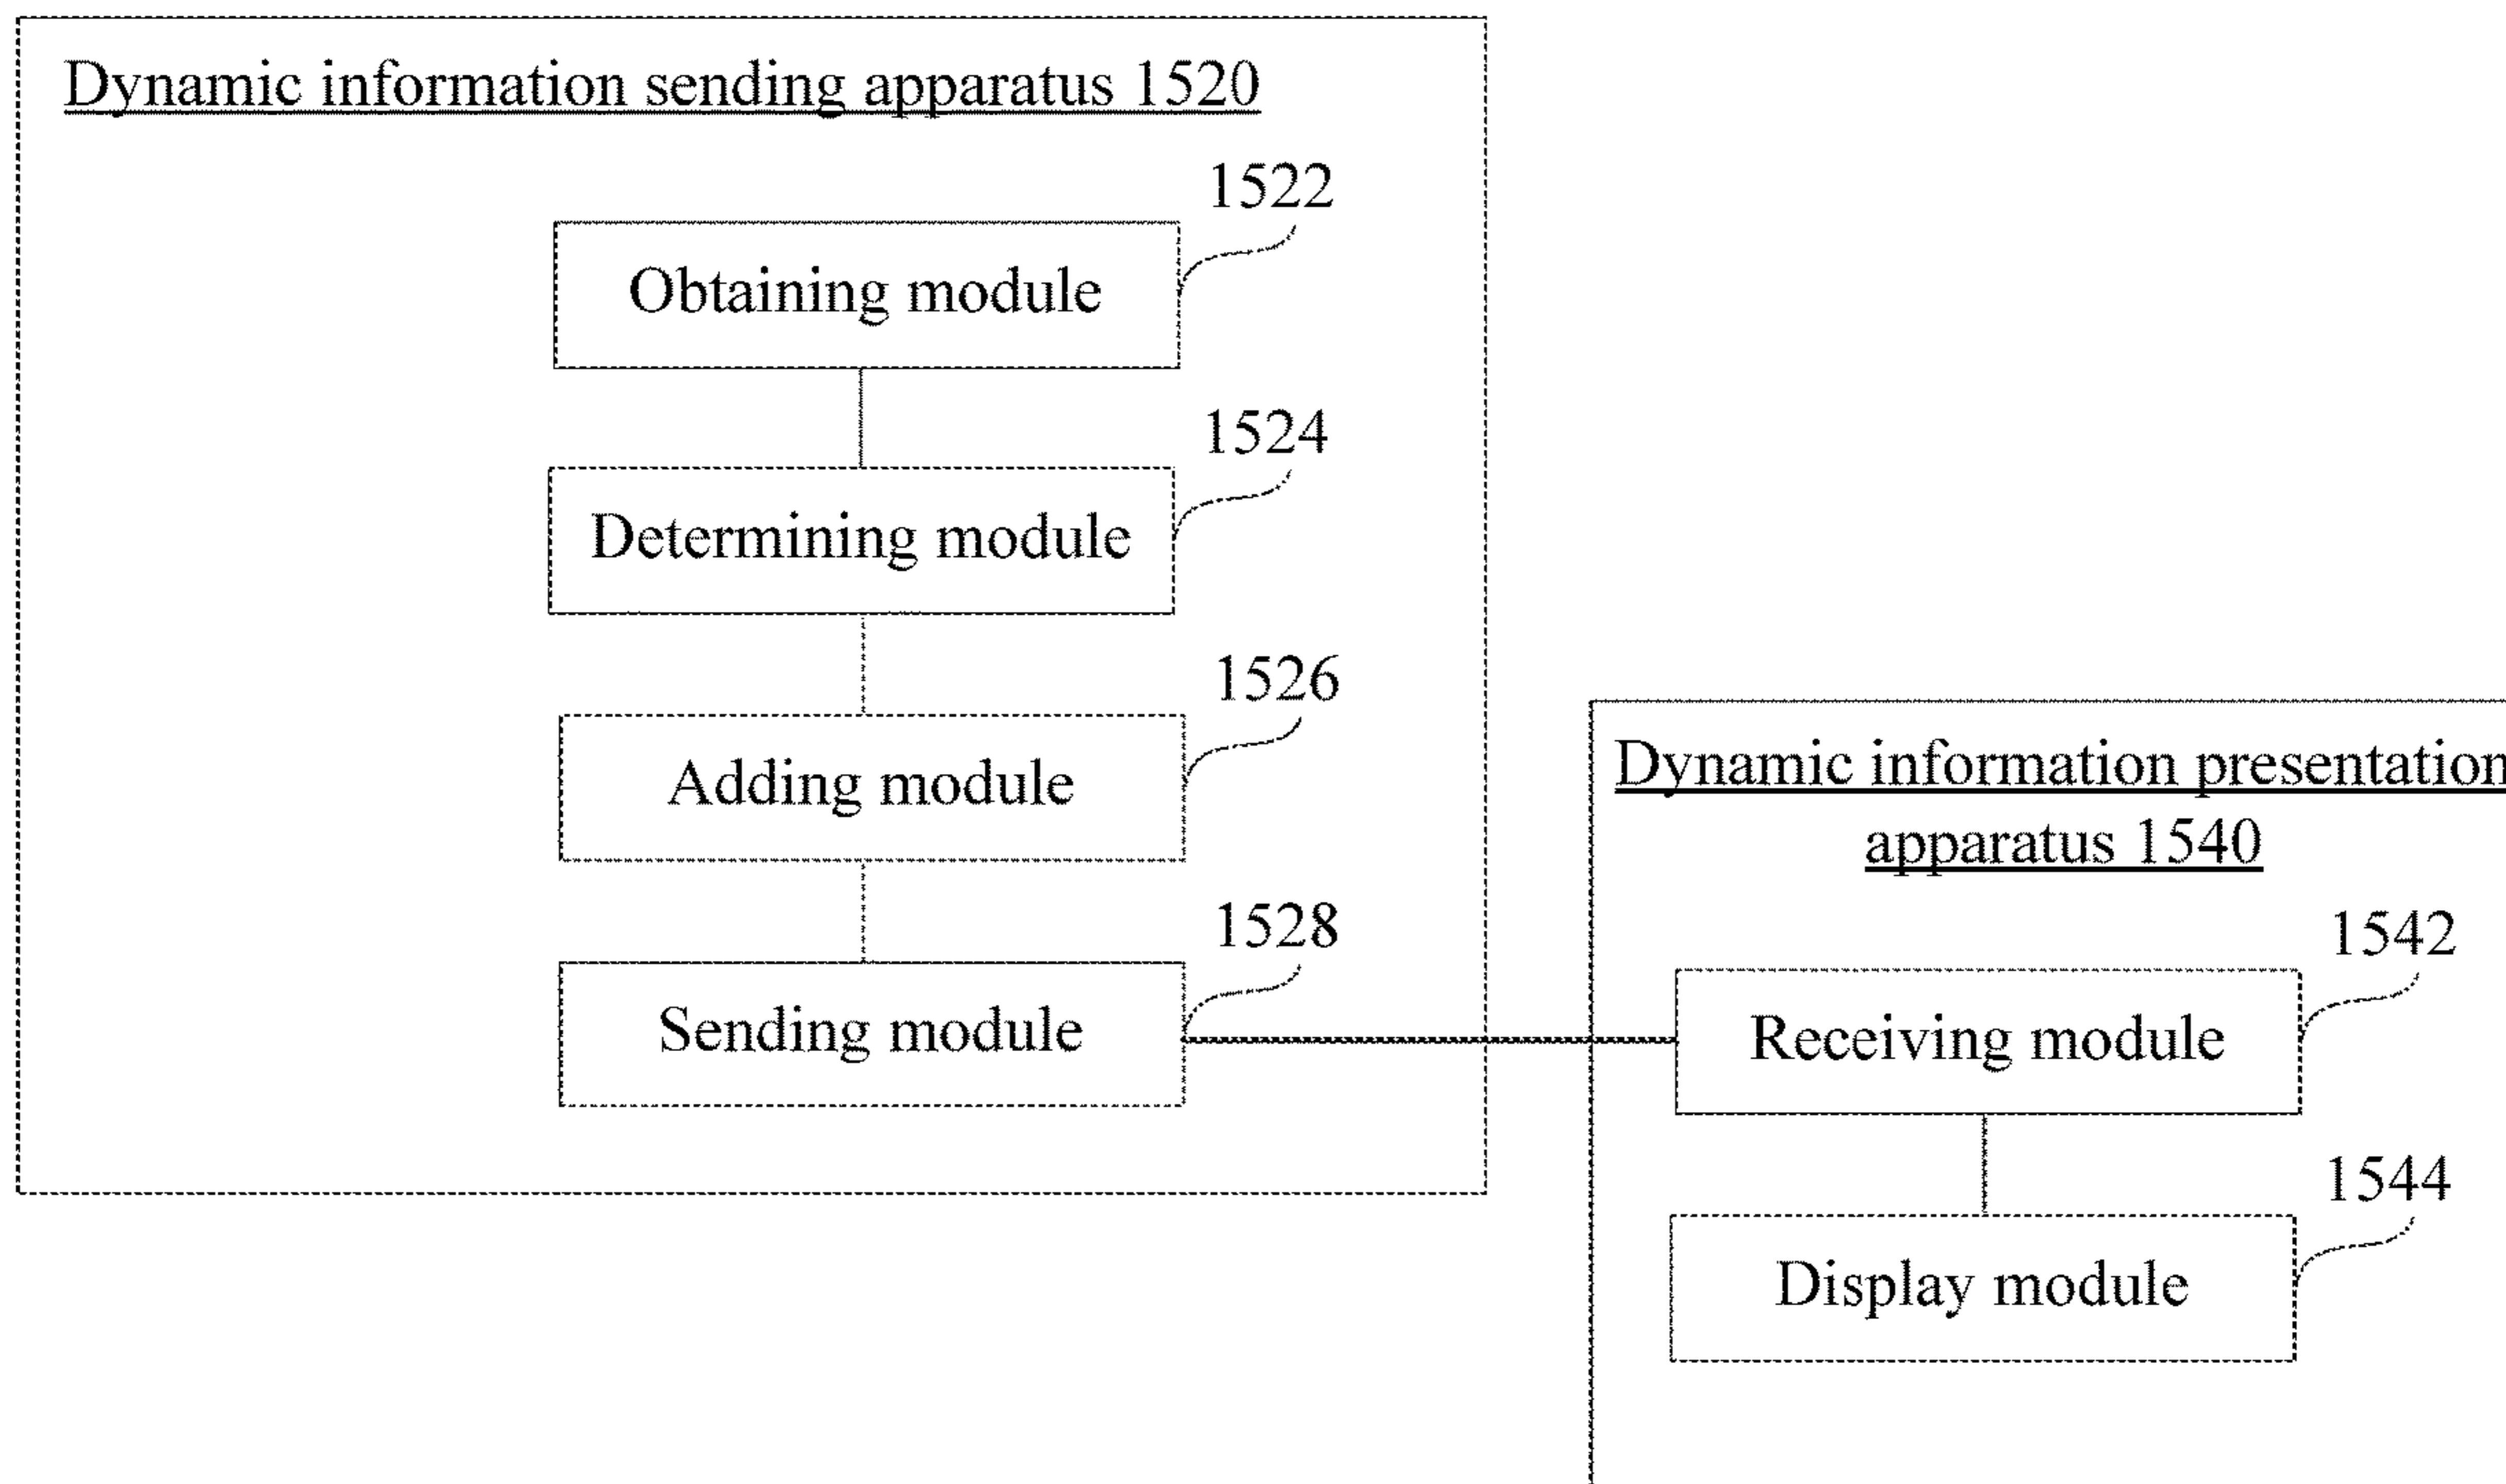 Dynamic information sending apparatus 1520
1522
Obtaining module
1524
Determining module
1526
Adding module
1528
Sending module
Dynamic information presentation
apparatus 1540
1542
Receiving module
1544
Display module